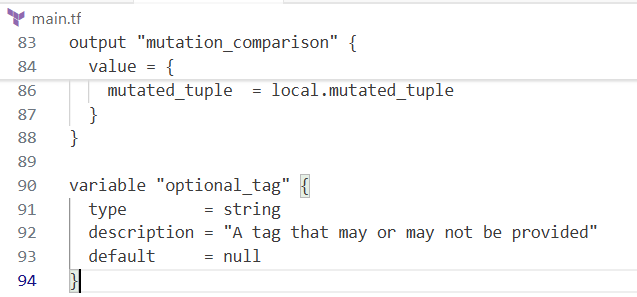 main.tf
83 output "mutation_comparison" {
84   value = {
86     mutated_tuple  = local.mutated_tuple
87   }
88 }
89
90 variable "optional_tag" {
91   type        = string
92   description = "A tag that may or may not be provided"
93   default     = null
94 }